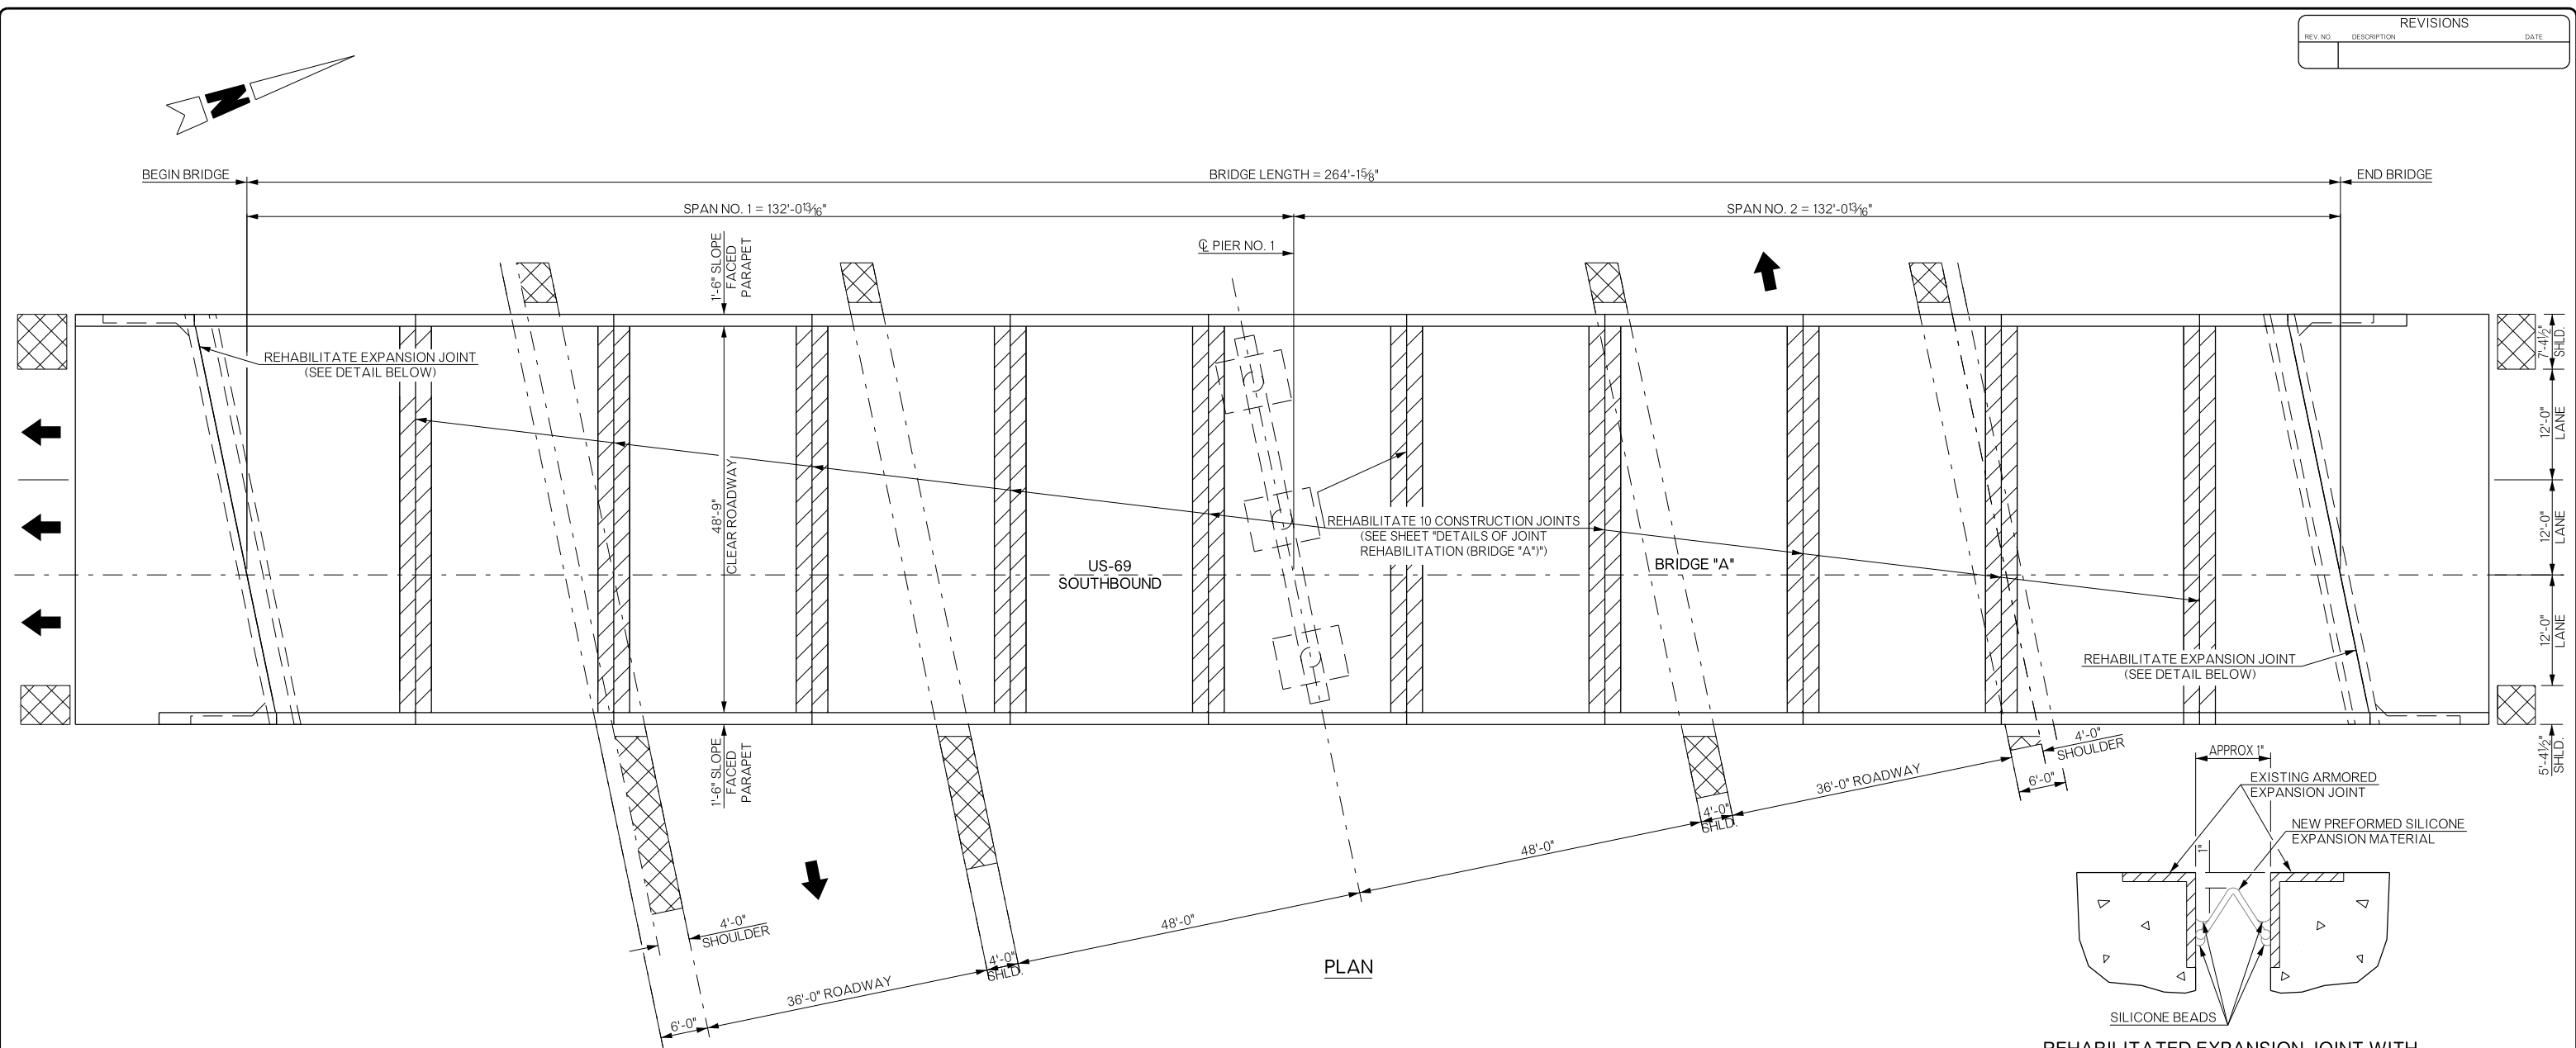 REVISIONS
REV. NO. DESCRIPTION DATE
N
BEGIN BRIDGE
BRIDGE LENGTH = 264'-1⅝"
END BRIDGE
SPAN NO. 1 = 132'-0 13/16"
SPAN NO. 2 = 132'-0 13/16"
℄ PIER NO. 1
1'-6" SLOPE
FACED
PARAPET
REHABILITATE EXPANSION JOINT
(SEE DETAIL BELOW)
7'-4½"
SHLD.
12'-0"
LANE
48'-9"
CLEAR ROADWAY
12'-0"
LANE
REHABILITATE 10 CONSTRUCTION JOINTS
(SEE SHEET "DETAILS OF JOINT
REHABILITATION (BRIDGE "A")")
US-69
SOUTHBOUND
BRIDGE "A"
12'-0"
LANE
REHABILITATE EXPANSION JOINT
(SEE DETAIL BELOW)
5'-4½"
SHLD.
1'-6" SLOPE
FACED
PARAPET
4'-0"
SHOULDER
6'-0"
36'-0" ROADWAY
4'-0"
SHLD.
48'-0"
48'-0"
4'-0"
SHOULDER
4'-0"
SHLD.
36'-0" ROADWAY
6'-0"
PLAN
APPROX 1"
EXISTING ARMORED
EXPANSION JOINT
NEW PREFORMED SILICONE
EXPANSION MATERIAL
1"
SILICONE BEADS
REHABILITATED EXPANSION JOINT WITH